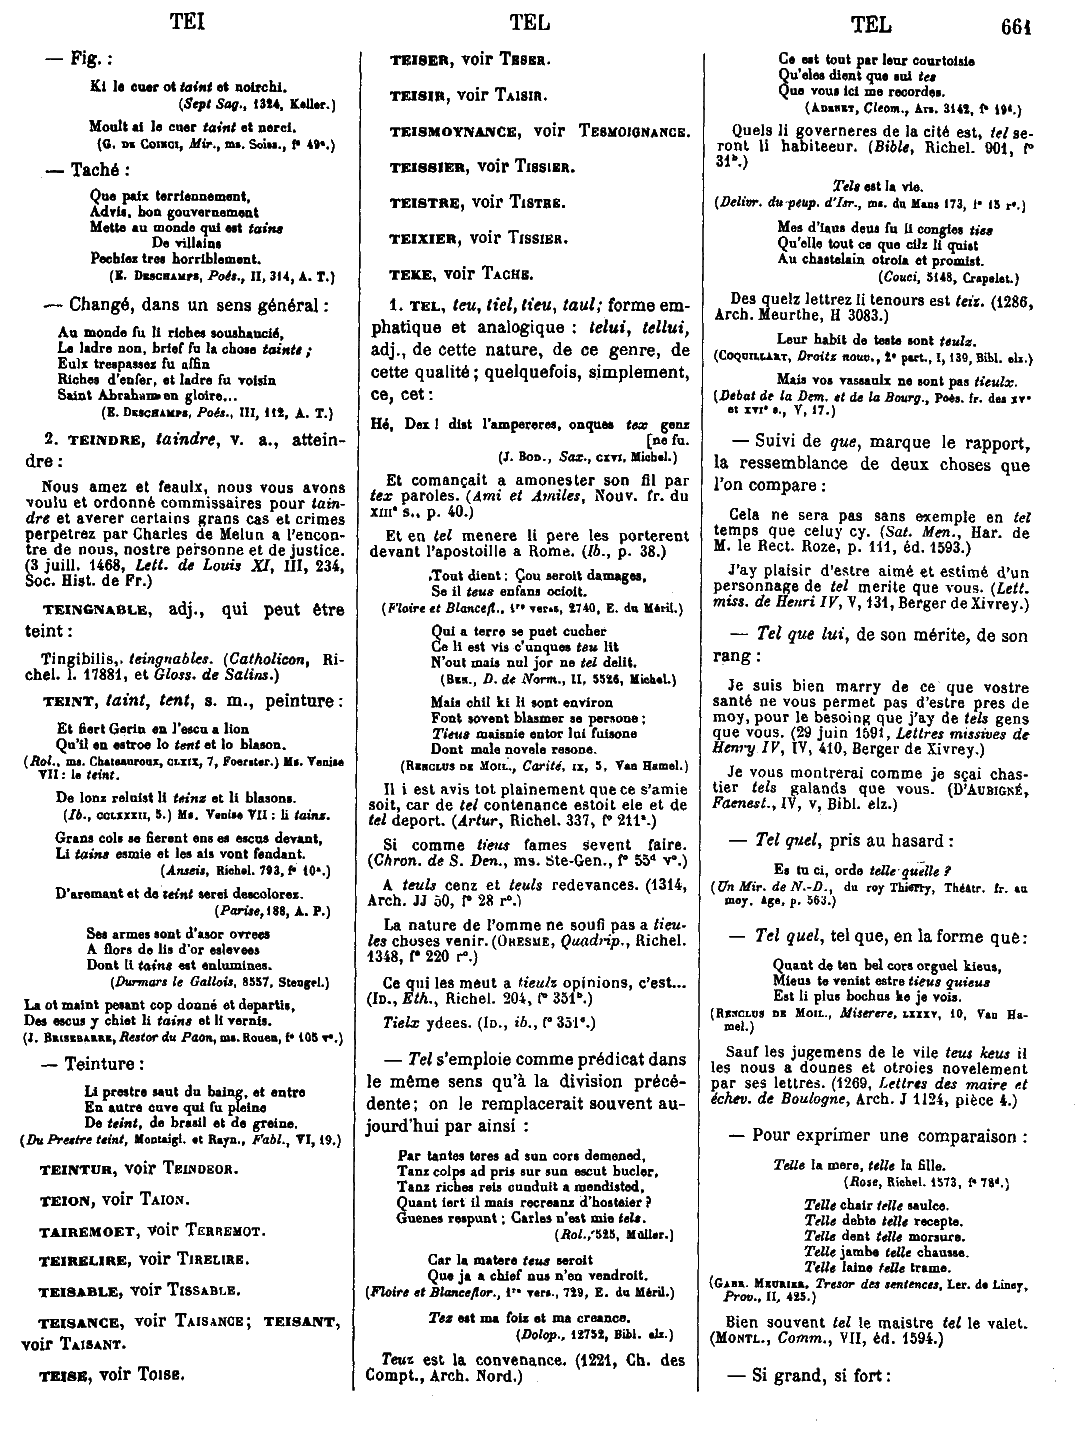 TEI
TEL
TEL
661
— Fig. :
Ki le cuer ot taint et noirchi.
(Sept Sag., 1324, Keller.)
Moult ai le cuer taint et nerci.
(G. DE COINCI, Mir., ms. Soiss., fº 49ª.)
— Taché :
Que paix terriennement,
Advis, bon gouvernement
Mette au monde qui est tains
De villains
Pechiez tres horriblement.
(E. DESCHAMPS, Poés., II, 314, A. T.)
— Changé, dans un sens général :
Au monde fu li riches soushaucié,
Le ladre non, brief fu la chose tainte ;
Eulx trespassez fu affin
Riches d'enfer, et ladre fu voisin
Saint Abraham en gloire...
(E. DESCHAMPS, Poés., III, 112, A. T.)
2. TEINDRE, taindre, v. a., attein-
dre :
Nous amez et feaulx, nous vous avons
voulu et ordonné commissaires pour tain-
dre et averer certains grans cas et crimes
perpetrez par Charles de Melun a l'encon-
tre de nous, nostre personne et de justice.
(3 juill. 1468, Lett. de Louis XI, III, 234,
Soc. Hist. de Fr.)
TEINGNABLE, adj., qui peut être
teint :
Tingibilis,. teingnables. (Catholicon, Ri-
chel. l. 17881, et Gloss. de Salins.)
TEINT, taint, tent, s. m., peinture :
Et fiert Gerin en l'escu a lion
Qu'il en estroe lo tent et lo blason.
(Rol., ms. Chateauroux, CLXIX, 7, Foerster.) Ms. Venise
VII : le teint.
De lonz reluist li teinz et li blasons.
(Ib., CCLXXXII, 5.) Ms. Venise VII : li tainz.
Grans cols se fierent ens es escus devant,
Li tains esmie et les ais vont fendant.
(Anseis, Richel. 793, fº 10ª.)
D'aremant et de teint serei descolorez.
(Parise, 188, A. P.)
Ses armes sont d'asor ovrees
A flors de lis d'or eslevees
Dont li tains est enlumines.
(Durmars le Gallois, 8557, Stengel.)
La ot maint pesant cop donné et departis,
Des escus y chiet li tains et li vernis.
(J. BRISEBARRE, Restor du Paon, ms. Rouen, fº 105 vº.)
— Teinture :
Li prestre saut du baing, et entre
En autre cuve qui fu pleine
De teint, de brasil et de greine.
(Du Prestre teint, Montaigl. et Rayn., Fabl., VI, 19.)
TEINTUR, voir TEINDEOR.
TEION, voir TAION.
TAIREMOET, voir TERREMOT.
TEIRELIRE, voir TIRELIRE.
TEISABLE, voir TISSABLE.
TEISANCE, voir TAISANCE; TEISANT,
voir TAISANT.
TEISE, voir TOISE.
TEISER, voir TESER.
TEISIR, voir TAISIR.
TEISMOYNANCE, voir TESMOIGNANCE.
TEISSIER, voir TISSIER.
TEISTRE, voir TISTRE.
TEIXIER, voir TISSIER.
TEKE, voir TACHE.
1. TEL, teu, tiel, tieu, taul; forme em-
phatique et analogique : telui, tellui,
adj., de cette nature, de ce genre, de
cette qualité ; quelquefois, simplement,
ce, cet :
Hé, Dex ! dist l'ampereres, onques tex genz
[ne fu.
(J. BOD., Sax., CXVI, Michel.)
Et comançait a amonester son fil par
tex paroles. (Ami et Amiles, Nouv. fr. du
XIIIº s., p. 40.)
Et en tel menere li pere les porterent
devant l'apostoille a Rome. (Ib., p. 38.)
Tout dient : Çou seroit damages,
Se il teus enfans ocioit.
(Floire et Blancefl., 1re vers., 2740, E. du Méril.)
Qui a terre se puet cucher
Ce li est vis c'unques teu lit
N'out mais nul jor ne tel delit.
(BEN., D. de Norm., II, 5526, Michel.)
Mais chil ki li sont environ
Font sovent blasmer se persone ;
Tieus maisnie entor lui fuisone
Dont male novele resone.
(RENCLUS DE MOIL., Carité, IX, 5, Van Hamel.)
Il i est avis tot plainement que ce s'amie
soit, car de tel contenance estoit ele et de
tel deport. (Artur, Richel. 337, fº 211ª.)
Si comme tieus fames sevent faire.
(Chron. de S. Den., ms. Ste-Gen., fº 55d vº.)
A teuls cenz et teuls redevances. (1314,
Arch. JJ 50, fº 28 rº.)
La nature de l'omme ne soufi pas a tieu-
les choses venir. (ORESME, Quadrip., Richel.
1348, fº 220 rº.)
Ce qui les meut a tieulx opinions, c'est...
(ID., Eth., Richel. 204, fº 351b.)
Tielx ydees. (ID., ib., fº 351ª.)
— Tel s'emploie comme prédicat dans
le même sens qu'à la division précé-
dente ; on le remplacerait souvent au-
jourd'hui par ainsi :
Par tantes teres ad sun cors demened,
Tanz colps ad pris sur sun escut bucler,
Tanz riches reis cunduit a mendisted,
Quant iert il mais recreanz d'hosteier ?
Guenes respunt : Carles n'est mie tels.
(Rol., 525, Müller.)
Car la matere teus seroit
Que ja a chief nus n'en vendroit.
(Floire et Blanceflor., 1re vers., 729, E. du Méril.)
Tez est ma foiz et ma creance.
(Dolop., 12752, Bibl. elz.)
Teuz est la convenance. (1221, Ch. des
Compt., Arch. Nord.)
Ce est tout par leur courtoisie
Qu'eles dient que sui tes
Que vous ici me recordes.
(ADENET, Cleom., Ars. 3142, fº 19d.)
Quels li governeres de la cité est, tel se-
ront li habiteeur. (Bible, Richel. 901, fº
31b.)
Tels est la vie.
(Delivr. du peup. d'Isr., ms. du Mans 173, fº 15 rº.)
Mes d'iaus deus fu li congies ties
Qu'elle tout ce que cilz li quist
Au chastelain otroia et promist.
(Couci, 5148, Crapelet.)
Des quelz lettrez li tenours est teiz. (1286,
Arch. Meurthe, H 3083.)
Leur habit de teste sont teulx.
(COQUILLART, Droitz nouv., 2e part., I, 139, Bibl. elz.)
Mais vos vassaulx ne sont pas tieulx.
(Debat de la Dem. et de la Bourg., Poés. fr. des XVe
et XVIe s., V, 17.)
— Suivi de que, marque le rapport,
la ressemblance de deux choses que
l'on compare :
Cela ne sera pas sans exemple en tel
temps que celuy cy. (Sat. Men., Har. de
M. le Rect. Roze, p. 111, éd. 1593.)
J'ay plaisir d'estre aimé et estimé d'un
personnage de tel merite que vous. (Lett.
miss. de Henri IV, V, 131, Berger de Xivrey.)
— Tel que lui, de son mérite, de son
rang :
Je suis bien marry de ce que vostre
santé ne vous permet pas d'estre pres de
moy, pour le besoing que j'ay de tels gens
que vous. (29 juin 1591, Lettres missives de
Henry IV, IV, 410, Berger de Xivrey.)
Je vous montrerai comme je sçai chas-
tier tels galands que vous. (D'AUBIGNÉ,
Faenest., IV, v, Bibl. elz.)
— Tel quel, pris au hasard :
Es tu ci, orde telle quelle ?
(Un Mir. de N.-D., du roy Thierry, Théatr. fr. au
moy. âge, p. 563.)
— Tel quel, tel que, en la forme que :
Quant de ten bel cors orguel kieus,
Mieus te venist estre tieus quieus
Est li plus bochus ke je vois.
(RENCLUS DE MOIL., Miserere, LXXXV, 10, Van Ha-
mel.)
Sauf les jugemens de le vile teus keus il
les nous a dounes et otroies novelement
par ses lettres. (1269, Lettres des maire et
échev. de Boulogne, Arch. J 1124, pièce 4.)
— Pour exprimer une comparaison :
Telle la mere, telle la fille.
(Rose, Richel. 1573, fº 78d.)
Telle chair telle saulce.
Telle debte telle recepte.
Telle dent telle morsure.
Telle jambe telle chausse.
Telle laine telle trame.
(GABR. MEURIER, Tresor des sentences, Ler. de Lincy,
Prov., II, 425.)
Bien souvent tel le maistre tel le valet.
(MONTL., Comm., VII, éd. 1594.)
— Si grand, si fort :